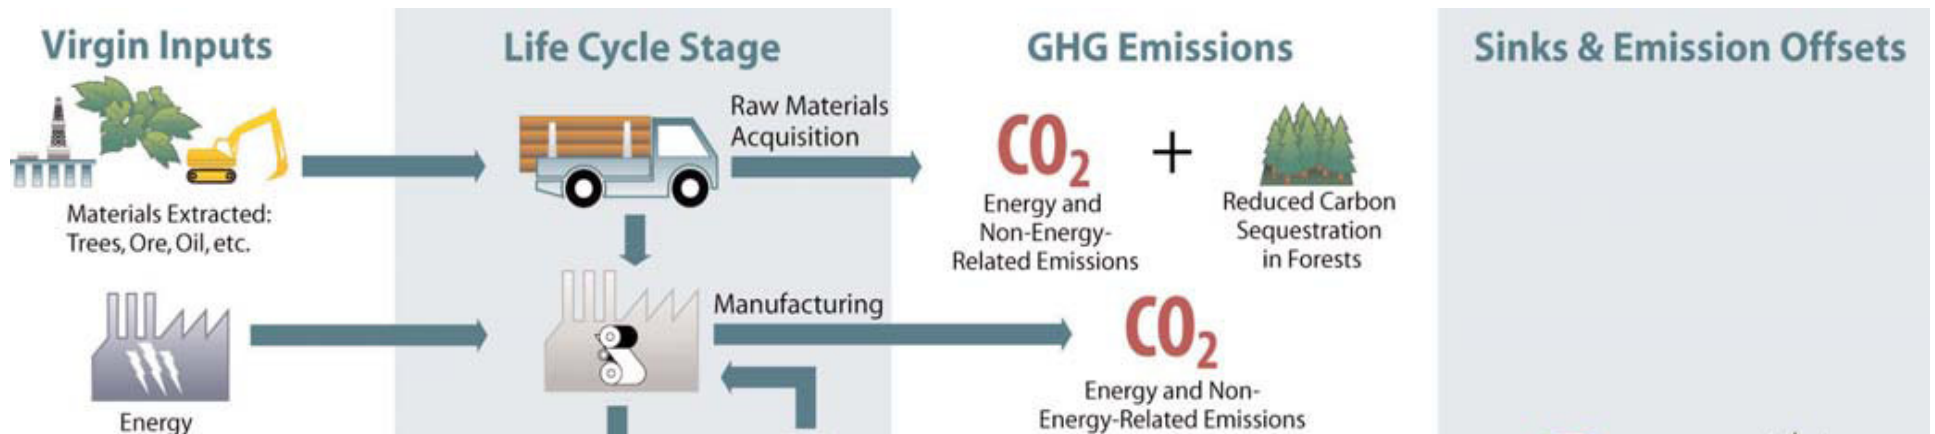 Virgin Inputs
Life Cycle Stage
GHG Emissions
Sinks & Emission Offsets
Materials Extracted:
Trees, Ore, Oil, etc.
Raw Materials
Acquisition
CO₂
Energy and
Non-Energy-
Related Emissions
+
Reduced Carbon
Sequestration
in Forests
Energy
Manufacturing
CO₂
Energy and Non-
Energy-Related Emissions